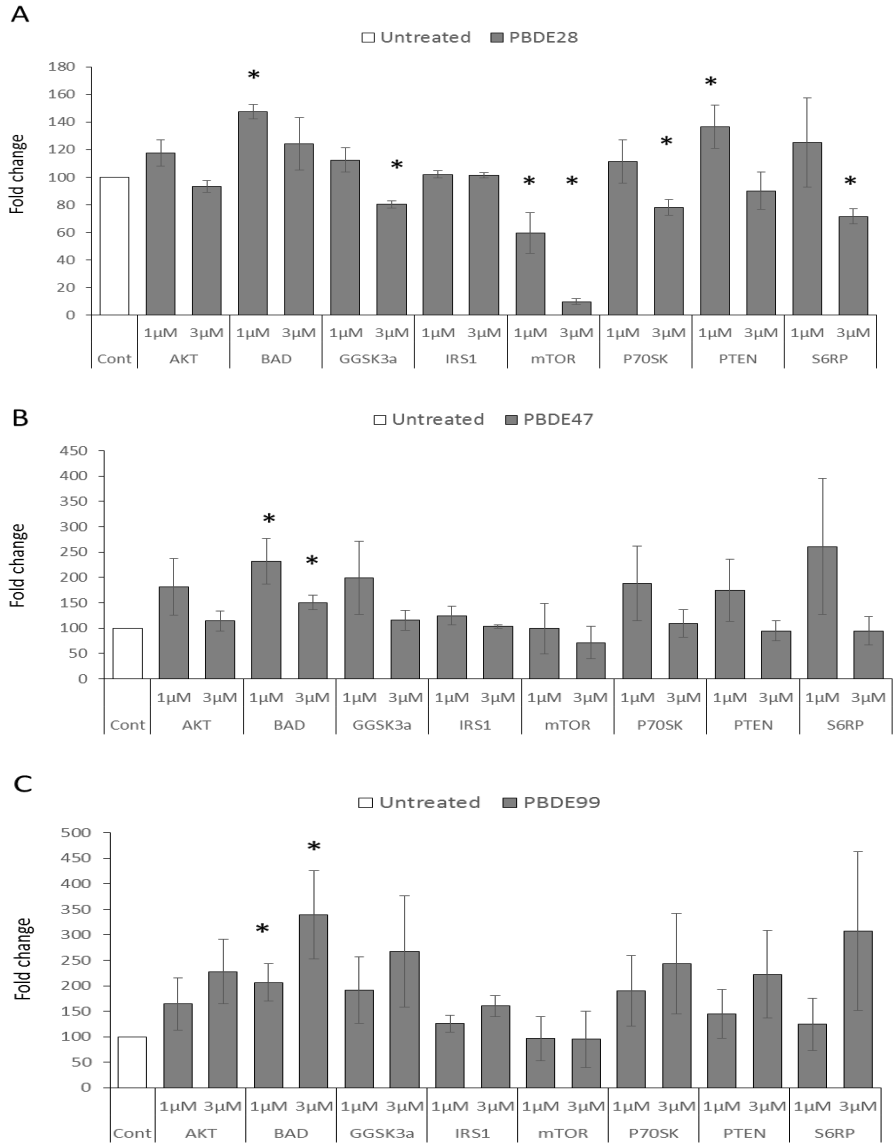 A
Untreated PBDE28
Fold change
180
160
140
120
100
80
60
40
20
0
* * * * * * *
1µM 3µM 1µM 3µM 1µM 3µM 1µM 3µM 1µM 3µM 1µM 3µM 1µM 3µM 1µM 3µM
Cont AKT BAD GGSK3a IRS1 mTOR P70SK PTEN S6RP
B
Untreated PBDE47
Fold change
450
400
350
300
250
200
150
100
50
0
* *
1µM 3µM 1µM 3µM 1µM 3µM 1µM 3µM 1µM 3µM 1µM 3µM 1µM 3µM 1µM 3µM
Cont AKT BAD GGSK3a IRS1 mTOR P70SK PTEN S6RP
C
Untreated PBDE99
Fold change
500
450
400
350
300
250
200
150
100
50
0
* *
1µM 3µM 1µM 3µM 1µM 3µM 1µM 3µM 1µM 3µM 1µM 3µM 1µM 3µM 1µM 3µM
Cont AKT BAD GGSK3a IRS1 mTOR P70SK PTEN S6RP